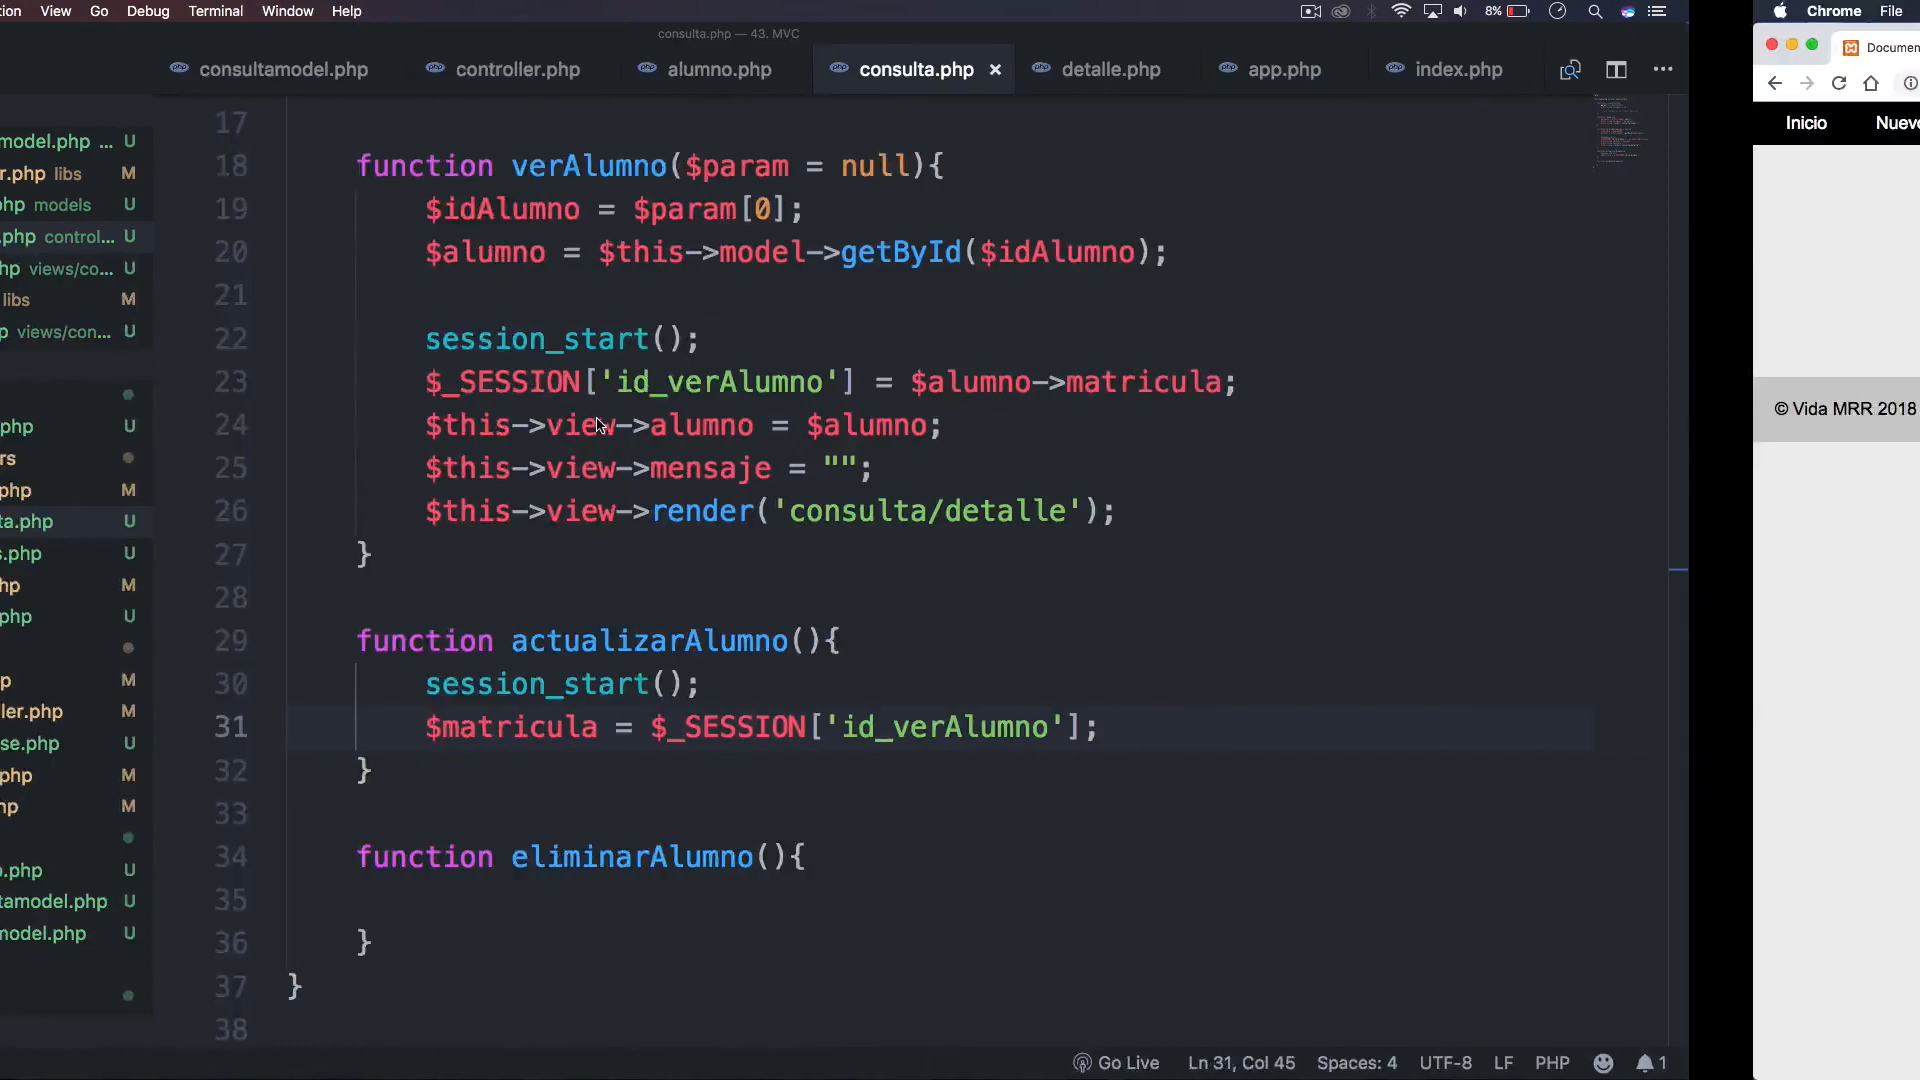 tion View Go Debug Terminal Window Help 8%
Chrome File
consulta.php — 43. MVC
consultamodel.php controller.php alumno.php consulta.php × detalle.php app.php index.php
Documen
Inicio Nuevo
© Vida MRR 2018
model.php ... U
r.php libs M
hp models U
.php control... U
hp views/co... U
libs M
p views/con... U
php U
rs
php M
ta.php U
s.php U
hp M
php U
p M
ler.php M
se.php U
php M
hp M
o.php U
tamodel.php U
model.php U
17
18 function verAlumno($param = null){
19 $idAlumno = $param[0];
20 $alumno = $this->model->getById($idAlumno);
21
22 session_start();
23 $_SESSION['id_verAlumno'] = $alumno->matricula;
24 $this->view->alumno = $alumno;
25 $this->view->mensaje = "";
26 $this->view->render('consulta/detalle');
27 }
28
29 function actualizarAlumno(){
30 session_start();
31 $matricula = $_SESSION['id_verAlumno'];
32 }
33
34 function eliminarAlumno(){
35
36 }
37 }
38
Go Live Ln 31, Col 45 Spaces: 4 UTF-8 LF PHP 1